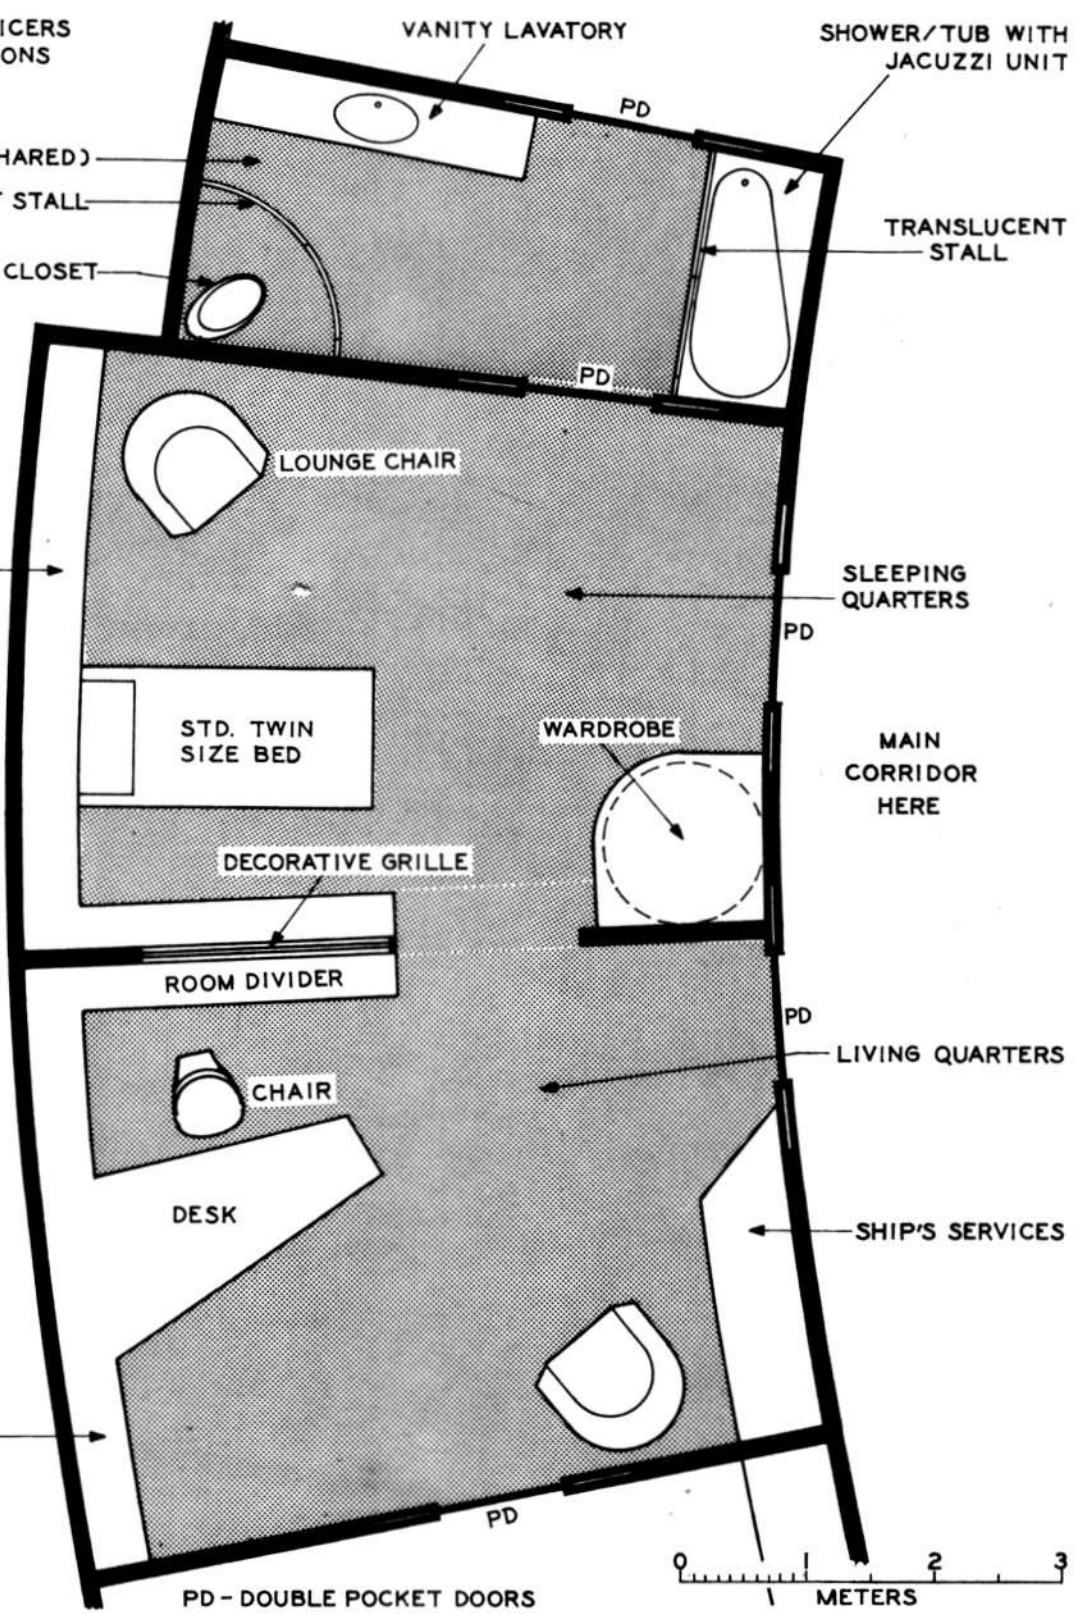 ICERS
ONS
VANITY LAVATORY
SHOWER/TUB WITH
JACUZZI UNIT
PD
HARED)
T STALL
TRANSLUCENT
STALL
CLOSET
PD
LOUNGE CHAIR
SLEEPING
QUARTERS
PD
STD. TWIN
SIZE BED
WARDROBE
MAIN
CORRIDOR
HERE
DECORATIVE GRILLE
ROOM DIVIDER
PD
LIVING QUARTERS
CHAIR
DESK
SHIP'S SERVICES
PD
0 1 2 3
METERS
PD - DOUBLE POCKET DOORS